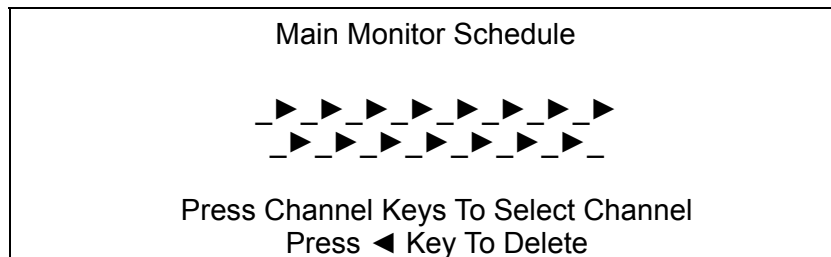 Main Monitor Schedule
_►_►_►_►_►_►_►
_►_►_►_►_►_►_►_
Press Channel Keys To Select Channel
Press ◄ Key To Delete